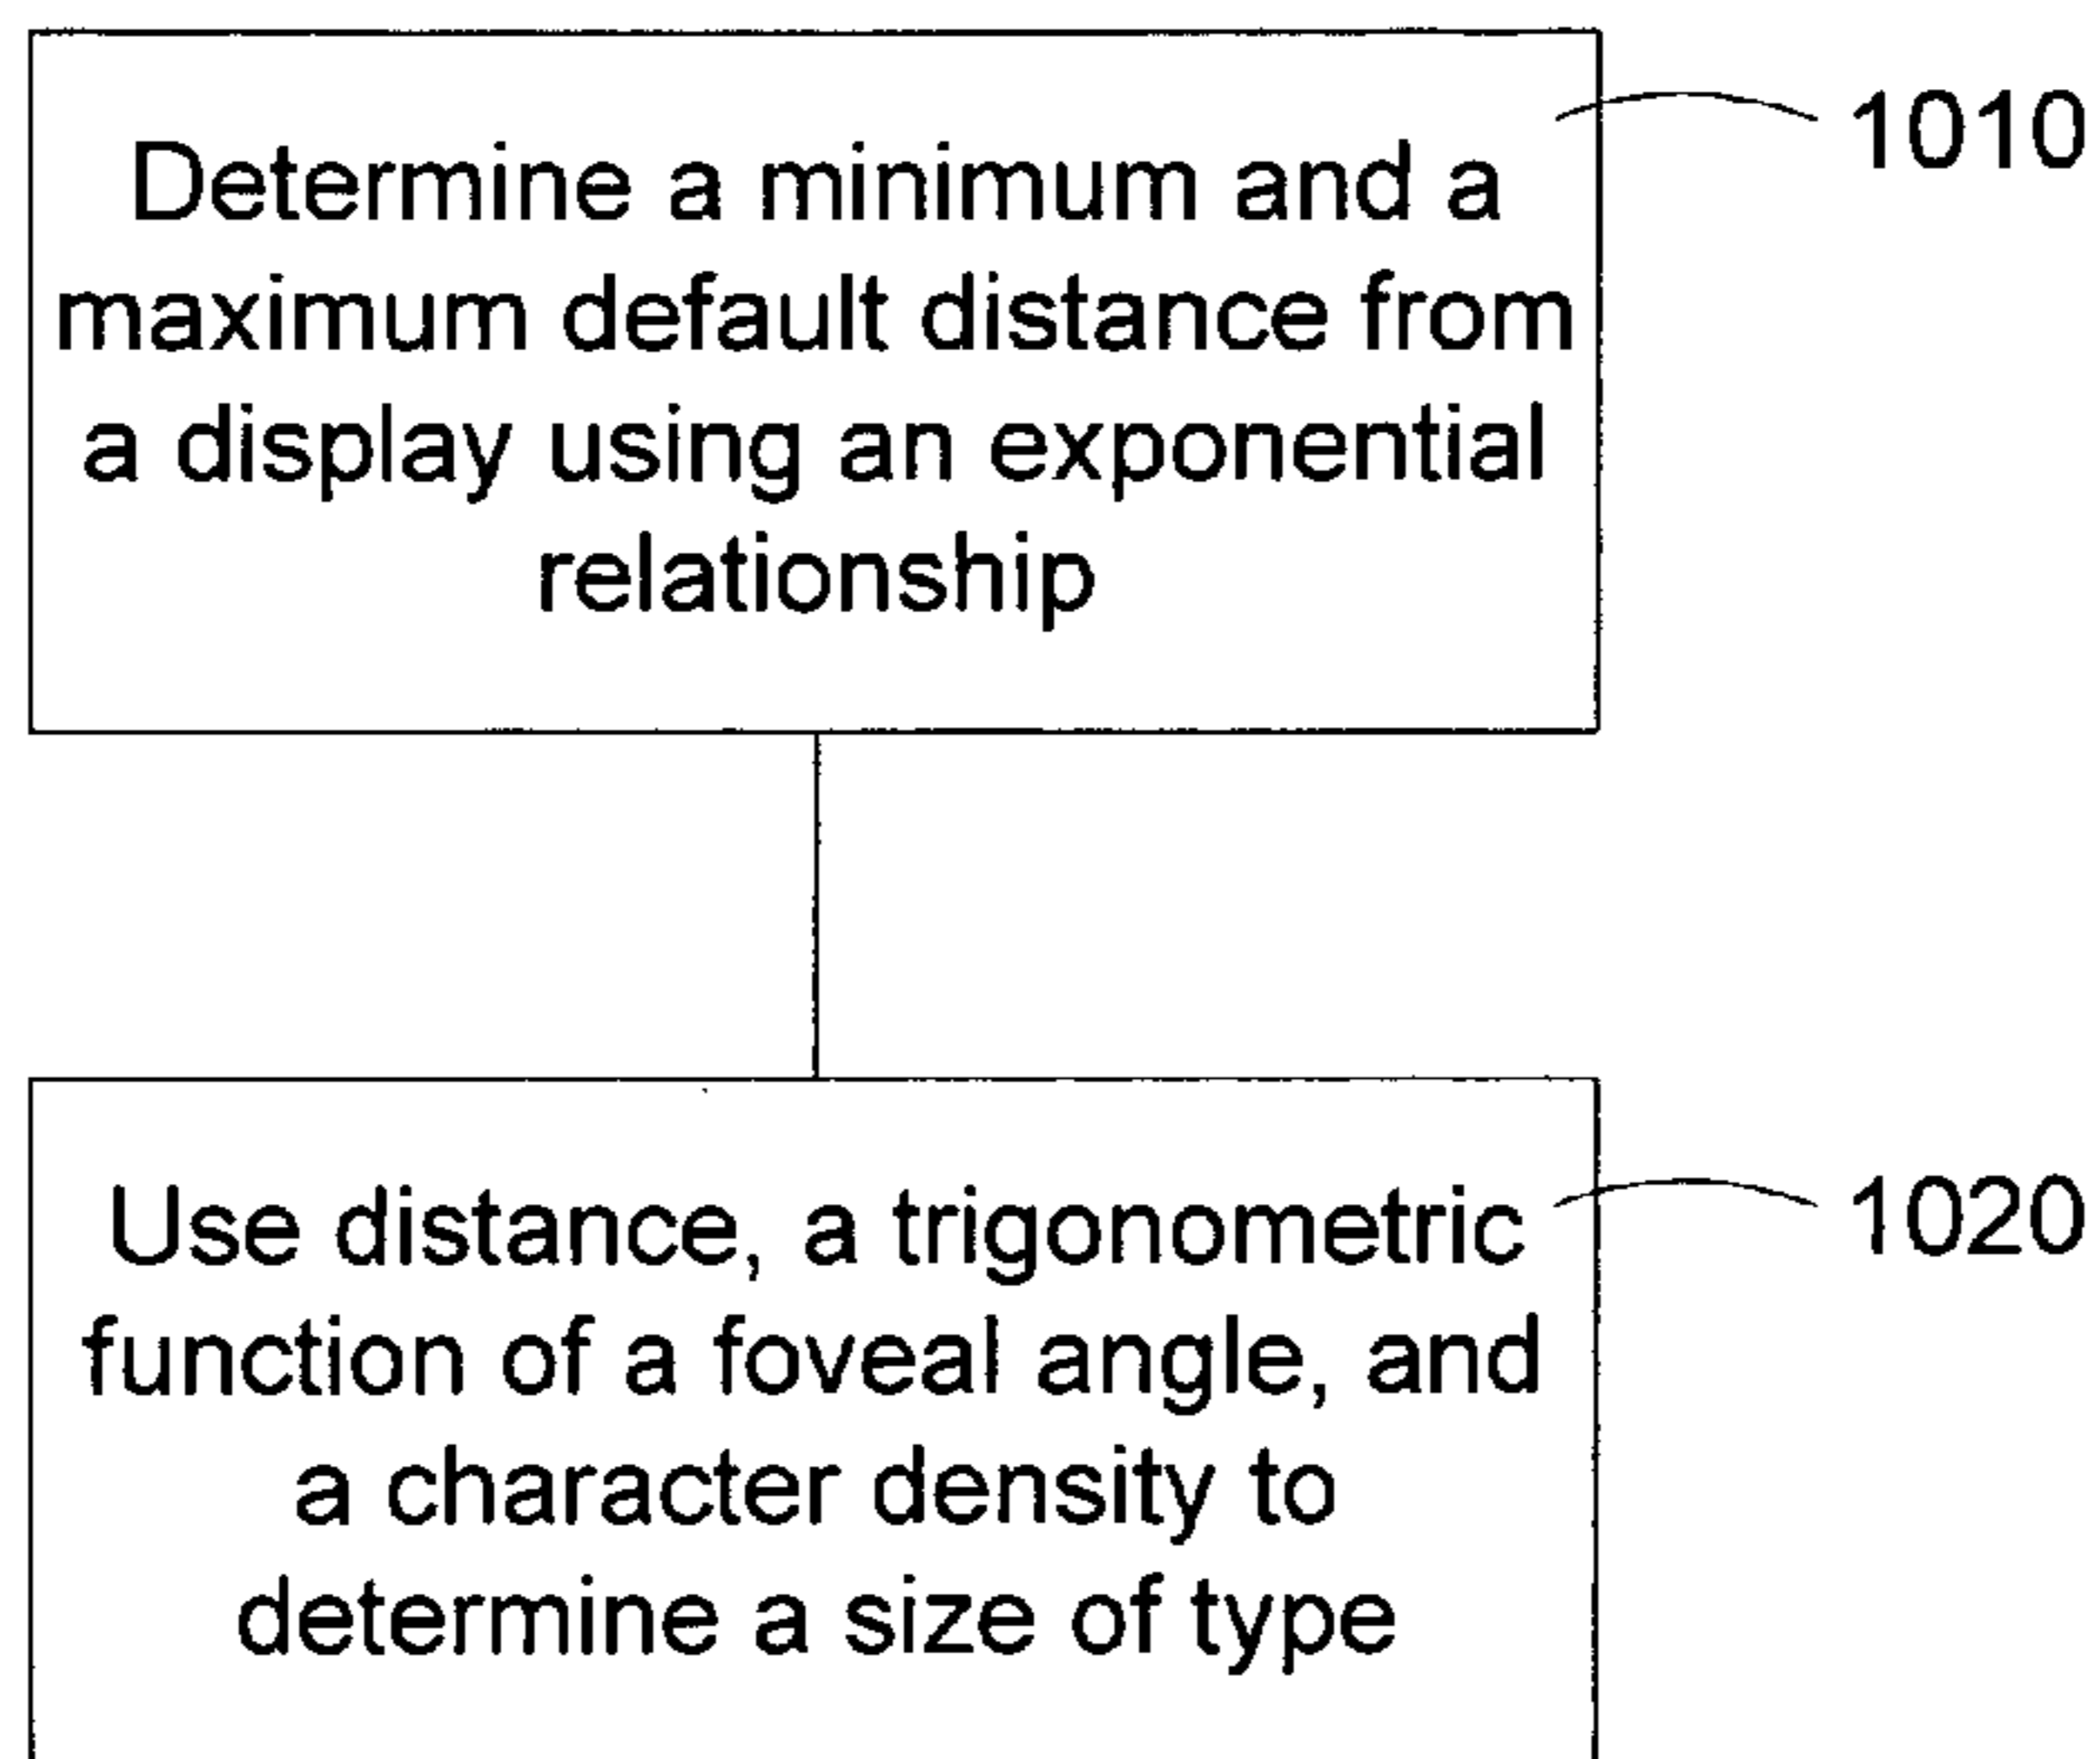 1010
Determine a minimum and a
maximum default distance from
a display using an exponential
relationship
1020
Use distance, a trigonometric
function of a foveal angle, and
a character density to
determine a size of type